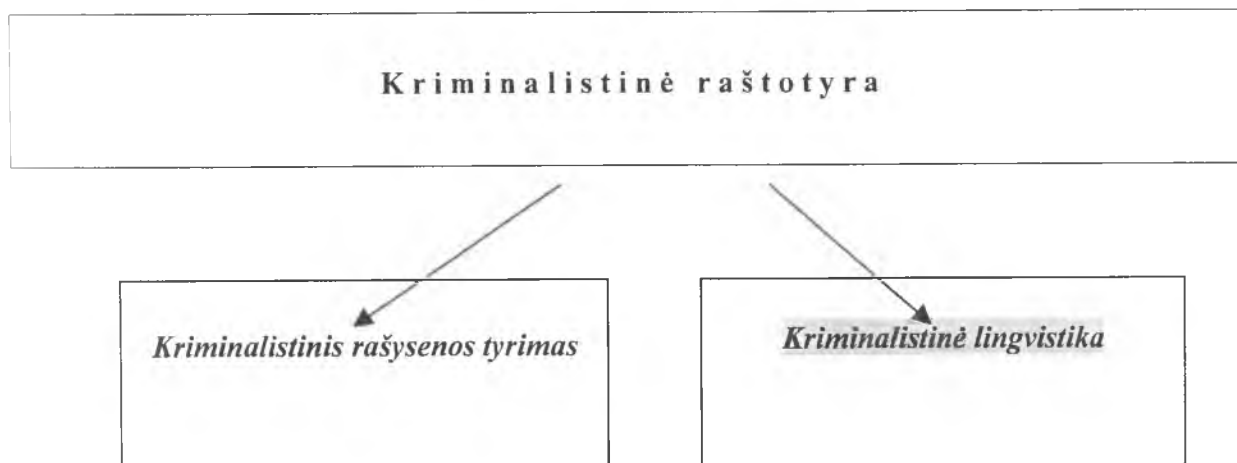 Kriminalistinė raštotyra
Kriminalistinis rašysenos tyrimas
Kriminalistinė lingvistika